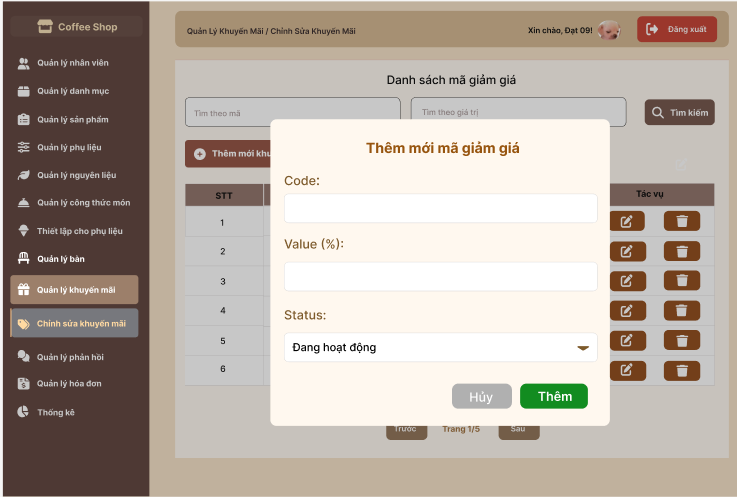 Coffee Shop
Quản lý nhân viên
Quản lý danh mục
Quản lý sản phẩm
Quản lý phụ liệu
Quản lý nguyên liệu
Quản lý công thức món
Thiết lập cho phụ liệu
Quản lý bàn
Quản lý khuyến mãi
Chỉnh sửa khuyến mãi
Quản lý phản hồi
Quản lý hóa đơn
Thống kê
Quản Lý Khuyến Mãi / Chỉnh Sửa Khuyến Mãi
Xin chào, Đạt 09!
Đăng xuất
Danh sách mã giảm giá
Tìm theo mã
Tìm theo giá trị
Tìm kiếm
Thêm mới khu
STT
Tác vụ
1
2
3
4
5
6
Thêm mới mã giảm giá
Code:
Value (%):
Status:
Đang hoạt động
Hủy
Thêm
Trước
Trang 1/5
Sau